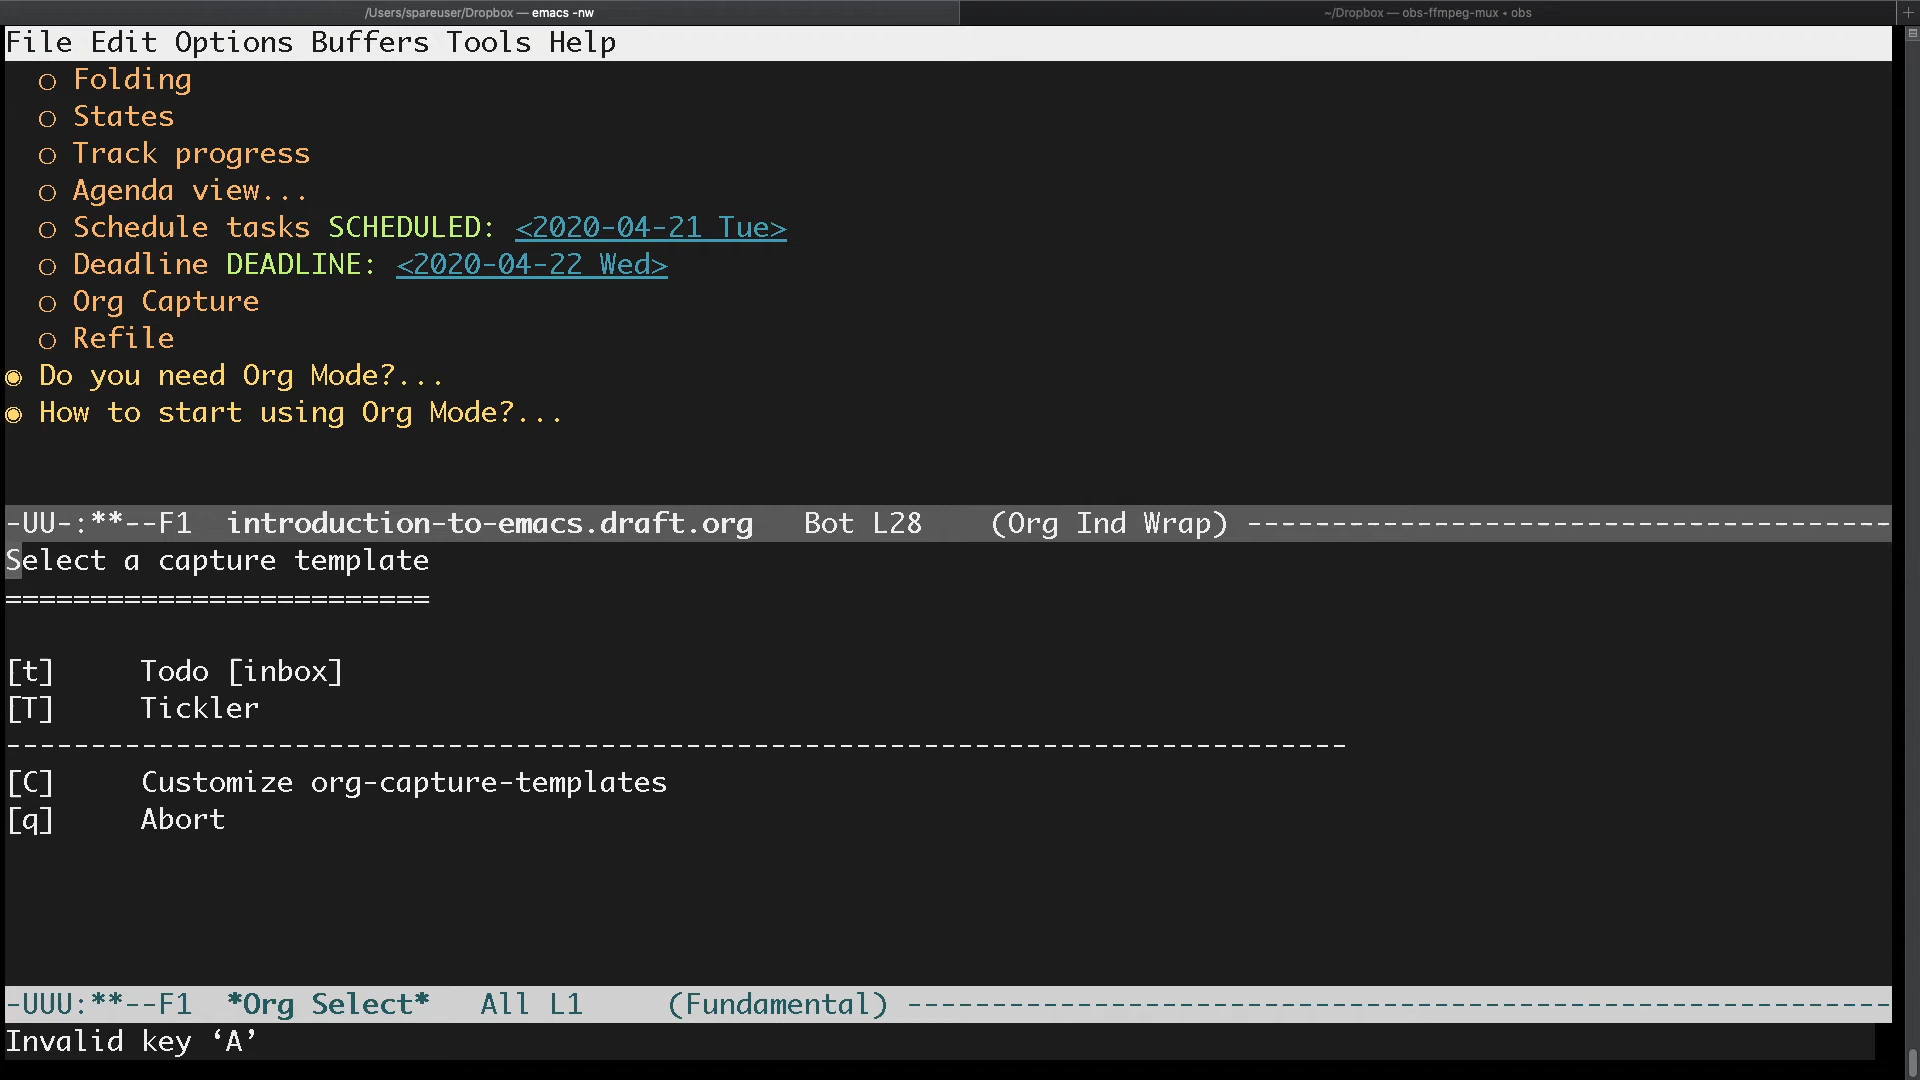 /Users/spareuser/Dropbox — emacs -nw
~/Dropbox — obs-ffmpeg-mux • obs
+
File Edit Options Buffers Tools Help
○ Folding
○ States
○ Track progress
○ Agenda view...
○ Schedule tasks SCHEDULED: <2020-04-21 Tue>
○ Deadline DEADLINE: <2020-04-22 Wed>
○ Org Capture
○ Refile
◉ Do you need Org Mode?...
◉ How to start using Org Mode?...
-UU-:**--F1  introduction-to-emacs.draft.org   Bot L28    (Org Ind Wrap) --------------------------------------
Select a capture template
=========================
[t]     Todo [inbox]
[T]     Tickler
-------------------------------------------------------------------------------
[C]     Customize org-capture-templates
[q]     Abort
-UUU:**--F1  *Org Select*   All L1     (Fundamental) ----------------------------------------------------------
Invalid key ‘A’